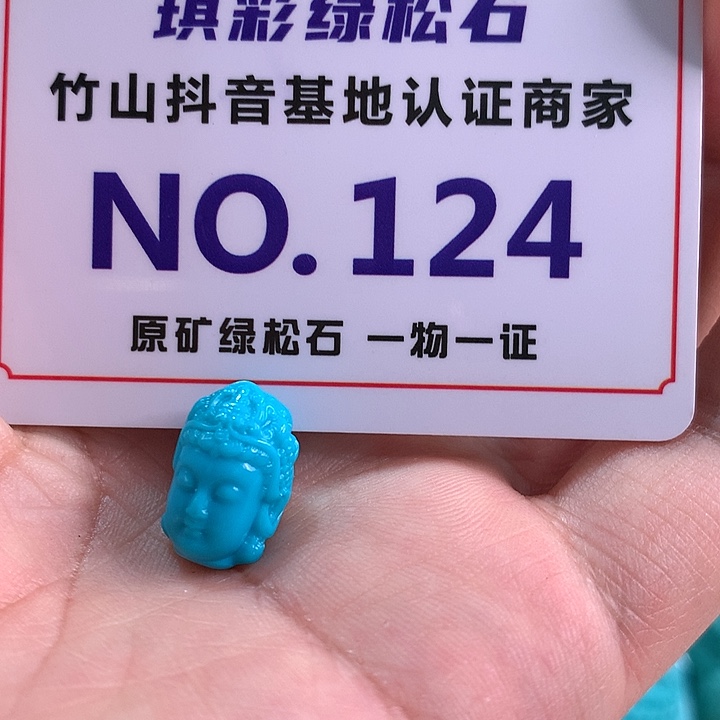 琪彩绿松石
竹山抖音基地认证商家
NO.124
原矿绿松石 一物一证